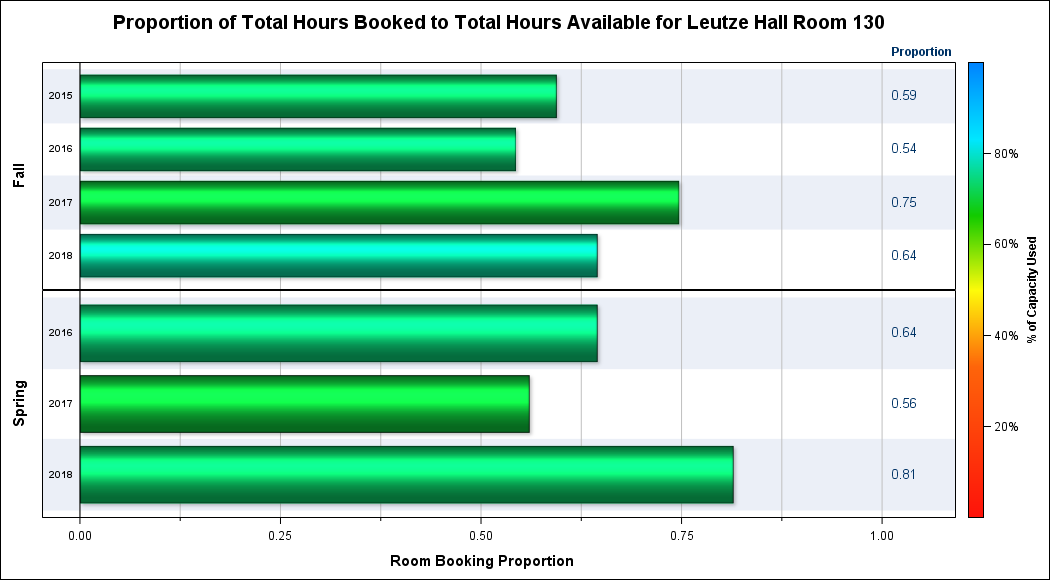 Proportion of Total Hours Booked to Total Hours Available for Leutze Hall Room 130
Proportion
Fall
2015 0.59
2016 0.54
2017 0.75
2018 0.64
Spring
2016 0.64
2017 0.56
2018 0.81
0.00 0.25 0.50 0.75 1.00
Room Booking Proportion
80%
60%
40%
20%
% of Capacity Used